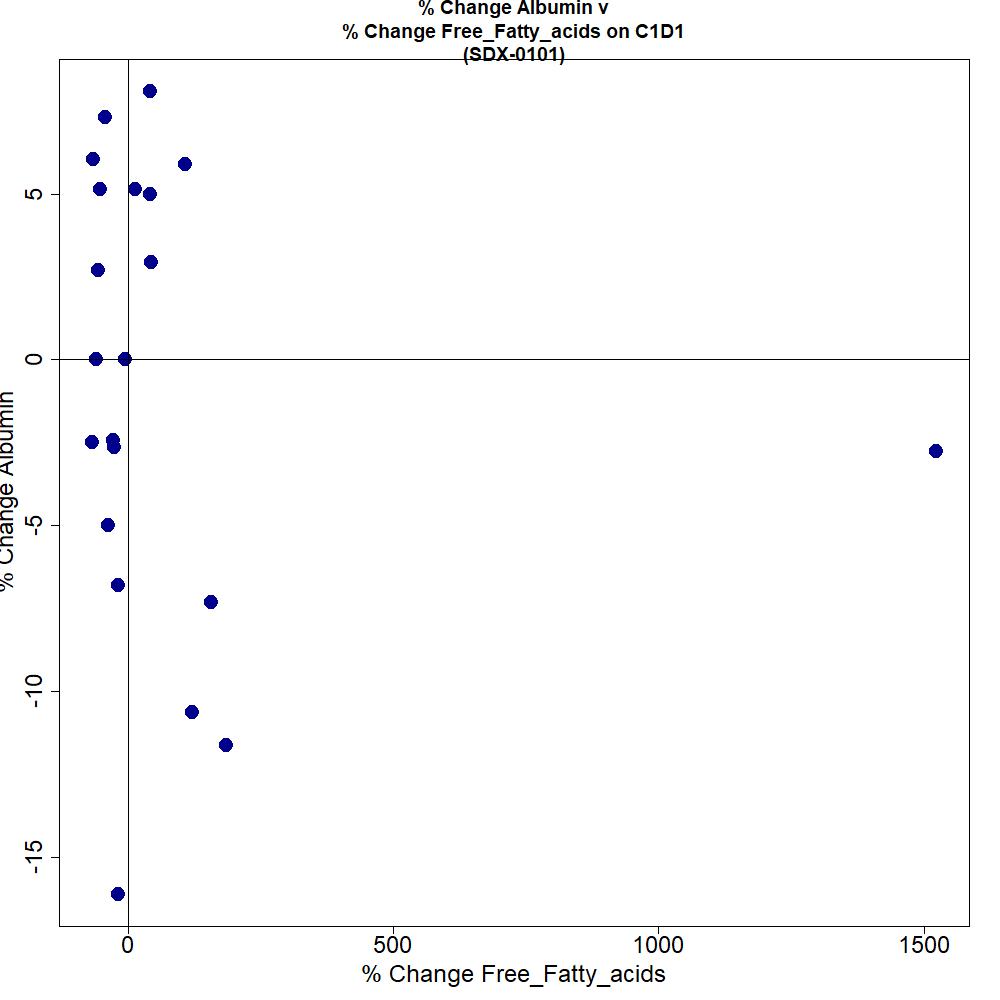 % Change Albumin v
% Change Free_Fatty_acids on C1D1
(SDX-0101)
5
0
-5
-10
-15
% Change Albumin
0 500 1000 1500
% Change Free_Fatty_acids